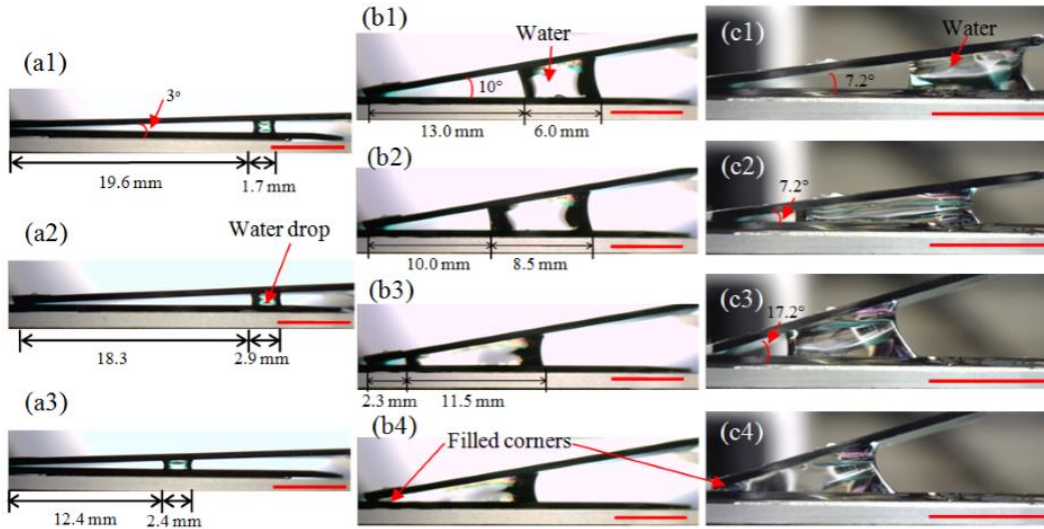 (a1)
3°
19.6 mm
1.7 mm
(a2)
Water drop
18.3
2.9 mm
(a3)
12.4 mm
2.4 mm
(b1)
Water
10°
13.0 mm
6.0 mm
(b2)
10.0 mm
8.5 mm
(b3)
2.3 mm
11.5 mm
(b4)
Filled corners
(c1)
Water
7.2°
(c2)
7.2°
(c3)
17.2°
(c4)